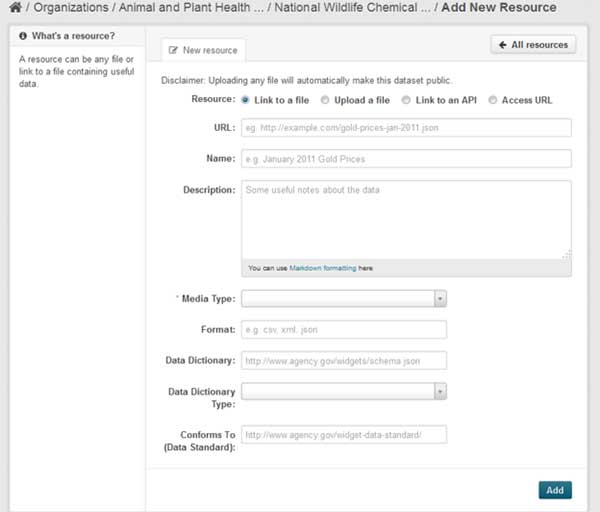 / Organizations / Animal and Plant Health ... / National Wildlife Chemical ... / Add New Resource
What's a resource?
A resource can be any file or
link to a file containing useful
data.
New resource
All resources
Disclaimer: Uploading any file will automatically make this dataset public.
Resource: Link to a file Upload a file Link to an API Access URL
URL: eg. http://example.com/gold-prices-jan-2011.json
Name: e.g. January 2011 Gold Prices
Description: Some useful notes about the data
You can use Markdown formatting here
* Media Type:
Format: e.g. csv, xml, json
Data Dictionary: http://www.agency.gov/widgets/schema.json
Data Dictionary
Type:
Conforms To
(Data Standard): http://www.agency.gov/widget-data-standard/
Add